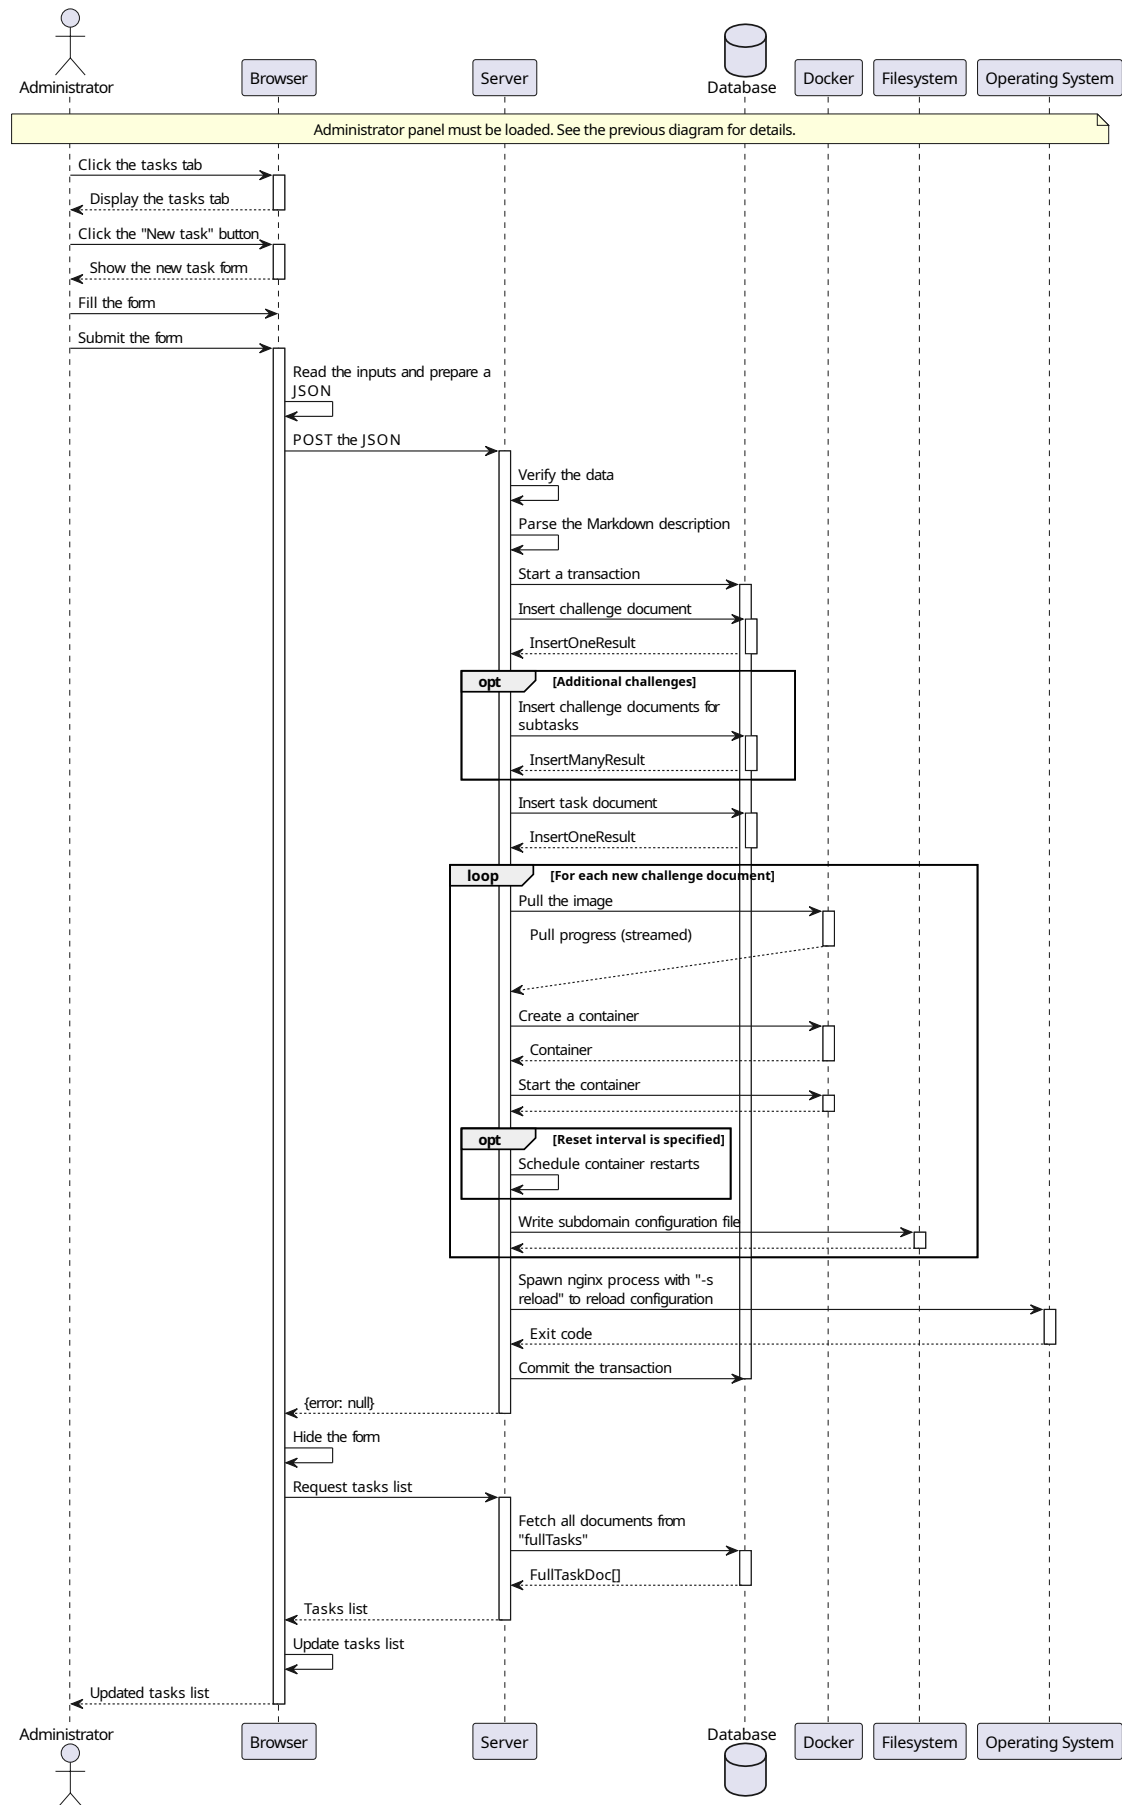 Administrator
Browser
Server
Database
Docker
Filesystem
Operating System
Administrator panel must be loaded. See the previous diagram for details.
Click the tasks tab
Display the tasks tab
Click the "New task" button
Show the new task form
Fill the form
Submit the form
Read the inputs and prepare a
JSON
POST the JSON
Verify the data
Parse the Markdown description
Start a transaction
Insert challenge document
InsertOneResult
opt
[Additional challenges]
Insert challenge documents for
subtasks
InsertManyResult
Insert task document
InsertOneResult
loop
[For each new challenge document]
Pull the image
Pull progress (streamed)
Create a container
Container
Start the container
opt
[Reset interval is specified]
Schedule container restarts
Write subdomain configuration file
Spawn nginx process with "-s
reload" to reload configuration
Exit code
Commit the transaction
{error: null}
Hide the form
Request tasks list
Fetch all documents from
"fullTasks"
FullTaskDoc[]
Tasks list
Update tasks list
Updated tasks list
Administrator
Browser
Server
Database
Docker
Filesystem
Operating System